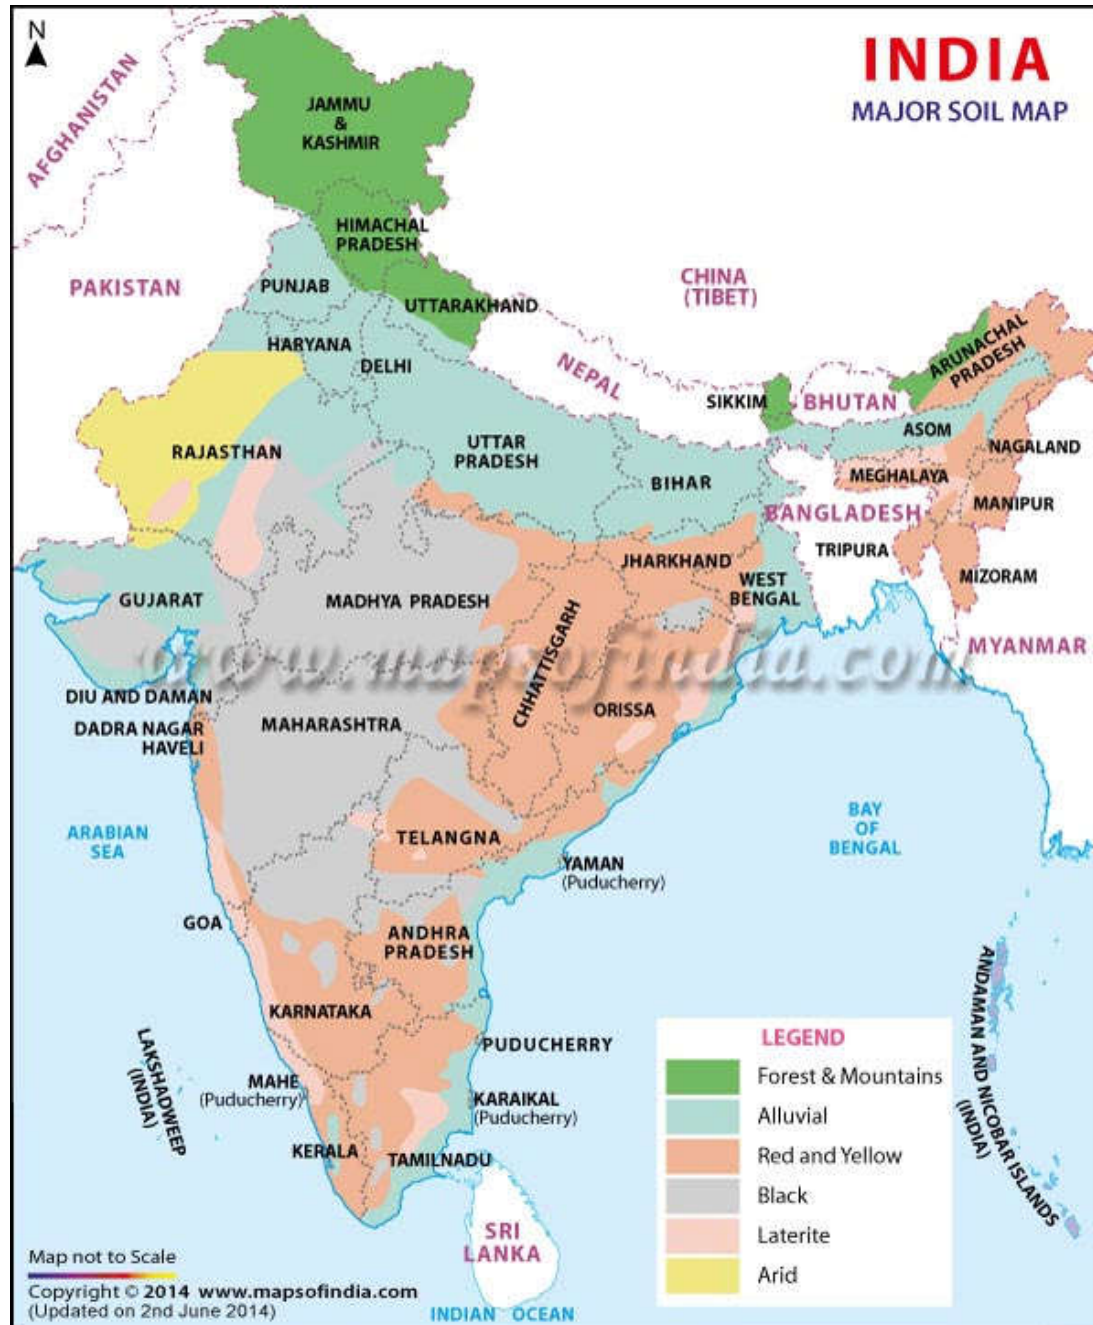 N
INDIA
MAJOR SOIL MAP
AFGHANISTAN
JAMMU
&
KASHMIR
HIMACHAL
PRADESH
PAKISTAN
PUNJAB
UTTARAKHAND
CHINA
(TIBET)
HARYANA
DELHI
NEPAL
SIKKIM
BHUTAN
ARUNACHAL
PRADESH
RAJASTHAN
UTTAR
PRADESH
BIHAR
ASOM
NAGALAND
MEGHALAYA
MANIPUR
BANGLADESH
TRIPURA
MIZORAM
GUJARAT
MADHYA PRADESH
JHARKHAND
WEST
BENGAL
MYANMAR
www.mapsofindia.com
DIU AND DAMAN
DADRA NAGAR
HAVELI
MAHARASHTRA
CHHATTISGARH
ORISSA
ARABIAN
SEA
TELANGNA
BAY
OF
BENGAL
YAMAN
(Puducherry)
GOA
ANDHRA
PRADESH
KARNATAKA
ANDAMAN AND NICOBAR ISLANDS
(INDIA)
LAKSHADWEEP
(INDIA)
PUDUCHERRY
MAHE
(Puducherry)
KARAIKAL
(Puducherry)
KERALA
TAMILNADU
SRI
LANKA
LEGEND
Forest & Mountains
Alluvial
Red and Yellow
Black
Laterite
Arid
Map not to Scale
Copyright © 2014 www.mapsofindia.com
(Updated on 2nd June 2014)
INDIAN OCEAN